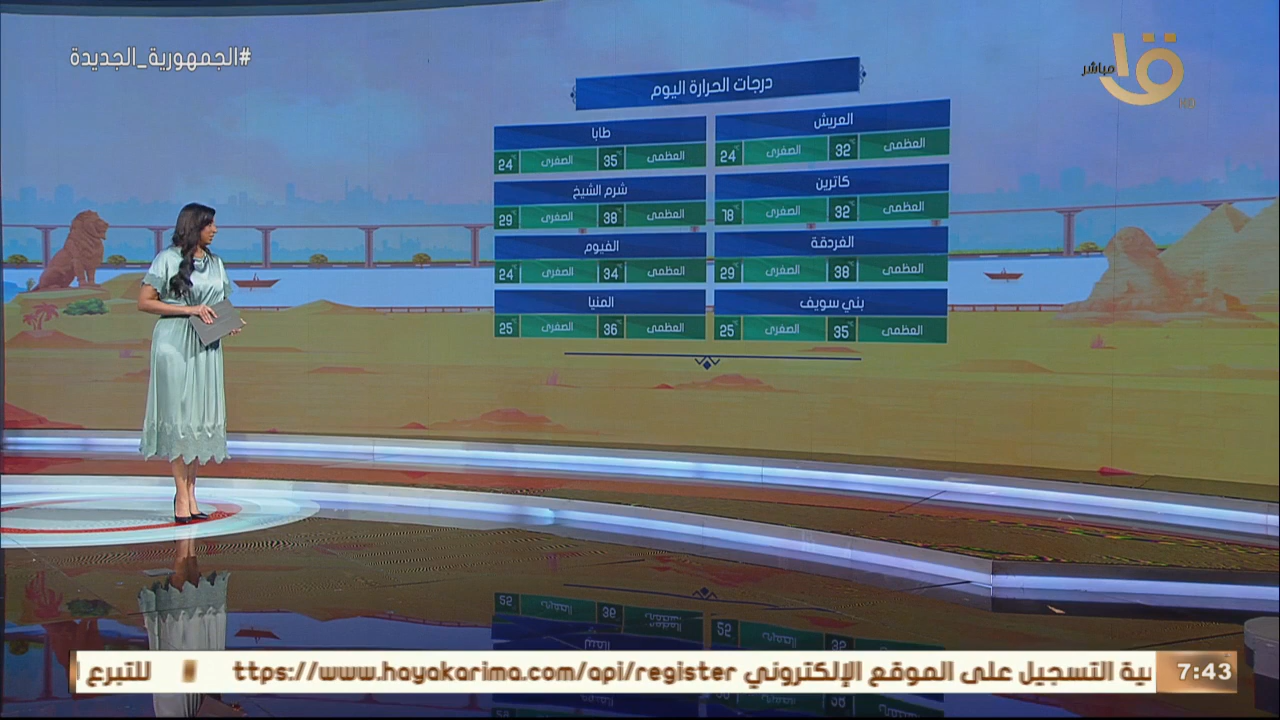 #الجمهورية_الجديدة
مباشر
HD
درجات الحرارة اليوم
العريش
العظمى 32 الصغرى 24
طابا
العظمى 35 الصغرى 24
كاترين
العظمى 32 الصغرى 18
شرم الشيخ
العظمى 38 الصغرى 29
الغردقة
العظمى 38 الصغرى 29
الفيوم
العظمى 34 الصغرى 24
بني سويف
العظمى 35 الصغرى 25
المنيا
العظمى 36 الصغرى 25
7:43
ية التسجيل على الموقع الإلكتروني ttps://www.hayakarima.com/api/register للتبرع